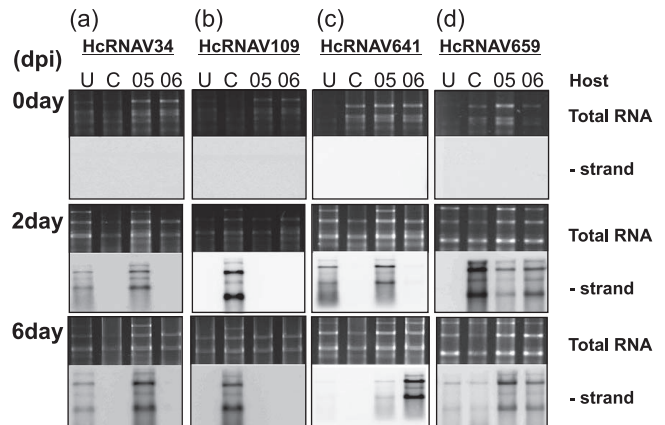 (a) (b) (c) (d)
HcRNAV34 HcRNAV109 HcRNAV641 HcRNAV659
(dpi)
U C 05 06 U C 05 06 U C 05 06 U C 05 06 Host
0day Total RNA
- strand
2day Total RNA
- strand
6day Total RNA
- strand